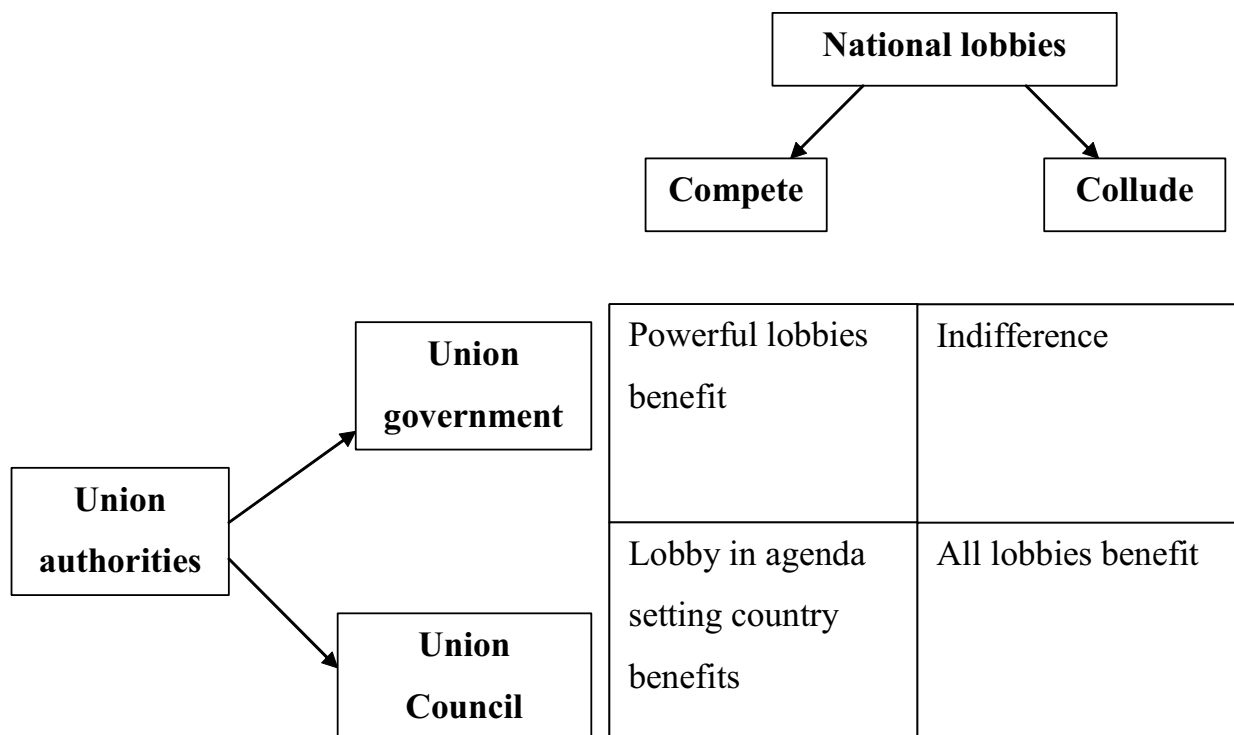 National lobbies
Compete
Collude
Union
government
Powerful lobbies
benefit
Indifference
Union
authorities
Union
Council
Lobby in agenda
setting country
benefits
All lobbies benefit